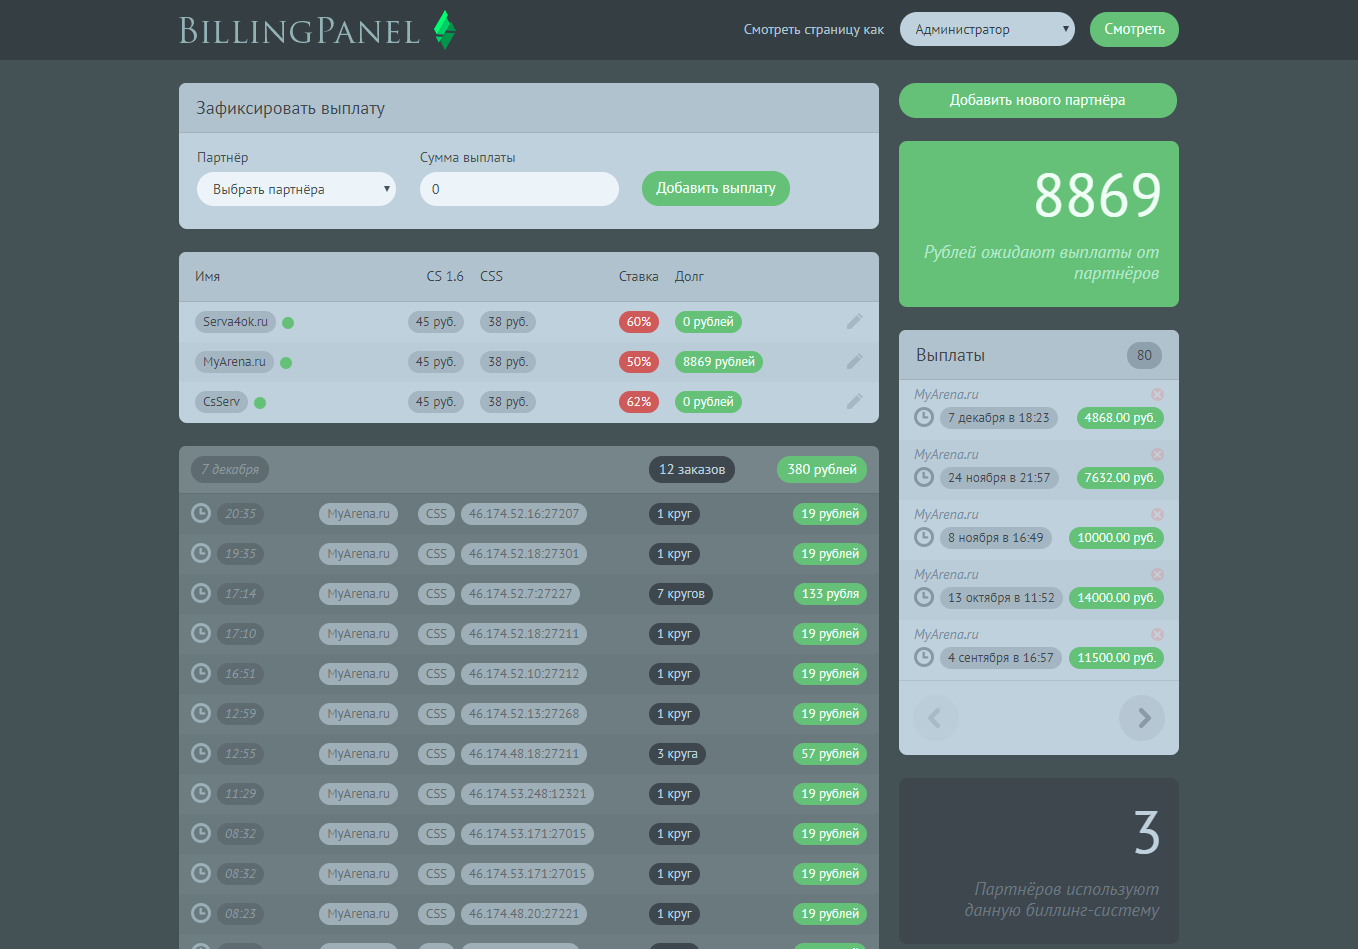 BillingPanel
Смотреть страницу как
Администратор
Смотреть
Зафиксировать выплату
Партнёр
Сумма выплаты
Выбрать партнёра
0
Добавить выплату
Имя CS 1.6 CSS Ставка Долг
Serva4ok.ru 45 руб. 38 руб. 60% 0 рублей
MyArena.ru 45 руб. 38 руб. 50% 8869 рублей
CsServ 45 руб. 38 руб. 62% 0 рублей
7 декабря 12 заказов 380 рублей
20:35 MyArena.ru CSS 46.174.52.16:27207 1 круг 19 рублей
19:35 MyArena.ru CSS 46.174.52.18:27301 1 круг 19 рублей
17:14 MyArena.ru CSS 46.174.52.7:27227 7 кругов 133 рубля
17:10 MyArena.ru CSS 46.174.52.18:27211 1 круг 19 рублей
16:51 MyArena.ru CSS 46.174.52.10:27212 1 круг 19 рублей
12:59 MyArena.ru CSS 46.174.52.13:27268 1 круг 19 рублей
12:55 MyArena.ru CSS 46.174.48.18:27211 3 круга 57 рублей
11:29 MyArena.ru CSS 46.174.53.248:12321 1 круг 19 рублей
08:32 MyArena.ru CSS 46.174.53.171:27015 1 круг 19 рублей
08:32 MyArena.ru CSS 46.174.53.171:27015 1 круг 19 рублей
08:23 MyArena.ru CSS 46.174.48.20:27221 1 круг 19 рублей
Добавить нового партнёра
8869
Рублей ожидают выплаты от
партнёров
Выплаты 80
MyArena.ru
7 декабря в 18:23 4868.00 руб.
MyArena.ru
24 ноября в 21:57 7632.00 руб.
MyArena.ru
8 ноября в 16:49 10000.00 руб.
MyArena.ru
13 октября в 11:52 14000.00 руб.
MyArena.ru
4 сентября в 16:57 11500.00 руб.
3
Партнёров используют
данную биллинг-систему